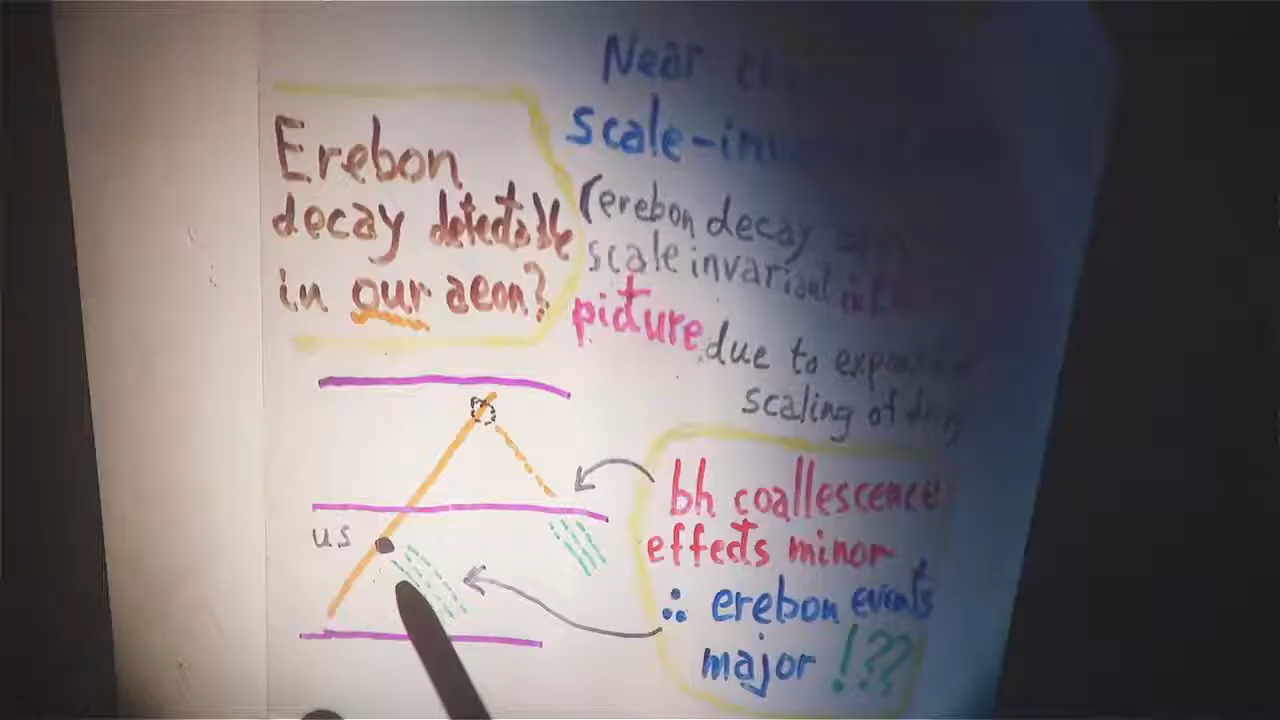 Erebon
decay detectable
in our aeon?
Near
scale-
(erebon decay
scale invariant
picture due to
scaling of
us
bh coallescence
effects minor
∴ erebon events
major !??